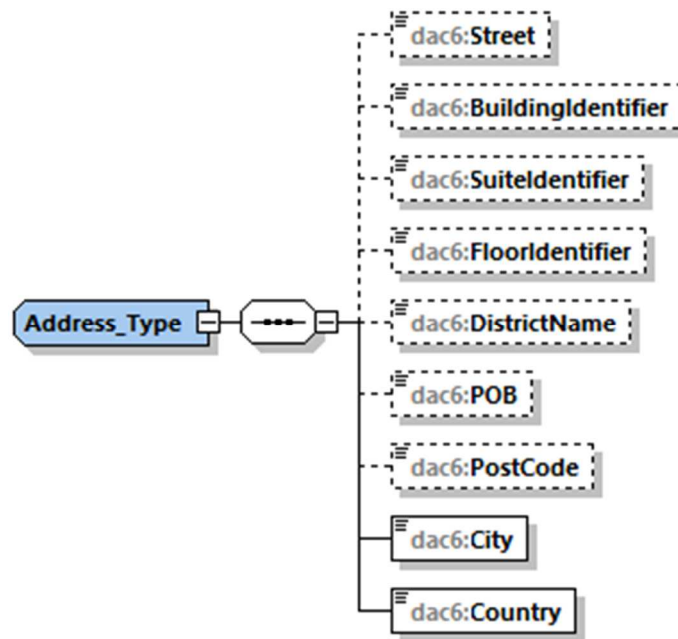 dac6:Street
dac6:BuildingIdentifier
dac6:SuiteIdentifier
dac6:FloorIdentifier
Address_Type
dac6:DistrictName
dac6:POB
dac6:PostCode
dac6:City
dac6:Country